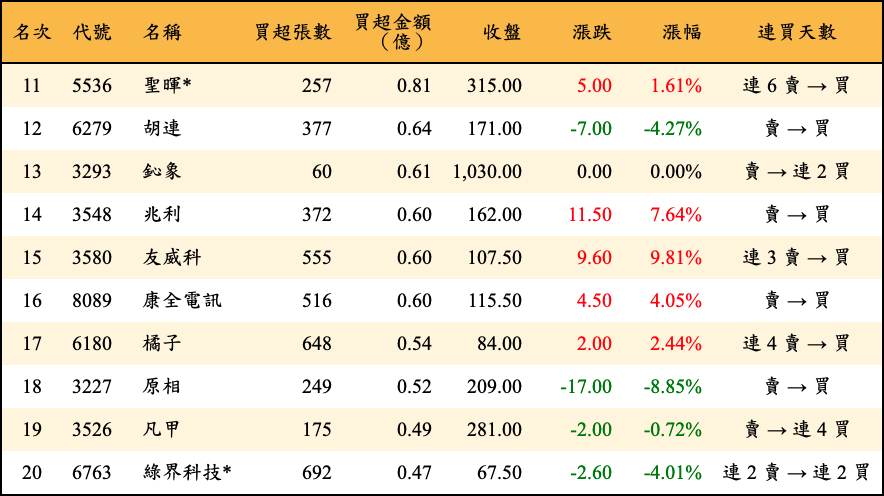 名次 代號 名稱 買超張數 買超金額（億） 收盤 漲跌 漲幅 連買天數
11 5536 聖暉* 257 0.81 315.00 5.00 1.61% 連 6 賣 → 買
12 6279 胡連 377 0.64 171.00 -7.00 -4.27% 賣 → 買
13 3293 鈊象 60 0.61 1,030.00 0.00 0.00% 賣 → 連 2 買
14 3548 兆利 372 0.60 162.00 11.50 7.64% 賣 → 買
15 3580 友威科 555 0.60 107.50 9.60 9.81% 連 3 賣 → 買
16 8089 康全電訊 516 0.60 115.50 4.50 4.05% 賣 → 買
17 6180 橘子 648 0.54 84.00 2.00 2.44% 連 4 賣 → 買
18 3227 原相 249 0.52 209.00 -17.00 -8.85% 賣 → 買
19 3526 凡甲 175 0.49 281.00 -2.00 -0.72% 賣 → 連 4 買
20 6763 綠界科技* 692 0.47 67.50 -2.60 -4.01% 連 2 賣 → 連 2 買